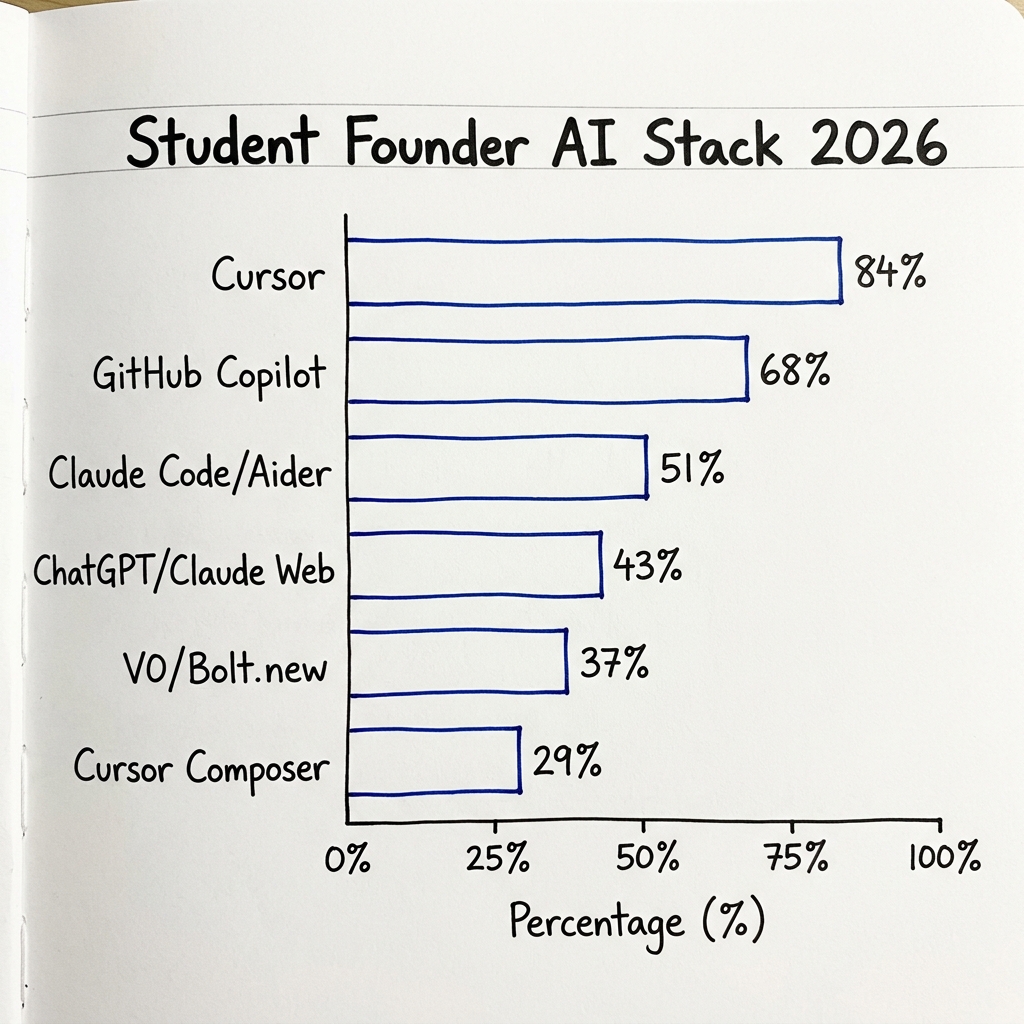 Student Founder AI Stack 2026
Cursor 84%
GitHub Copilot 68%
Claude Code/Aider 51%
ChatGPT/Claude Web 43%
V0/Bolt.new 37%
Cursor Composer 29%
0% 25% 50% 75% 100%
Percentage (%)